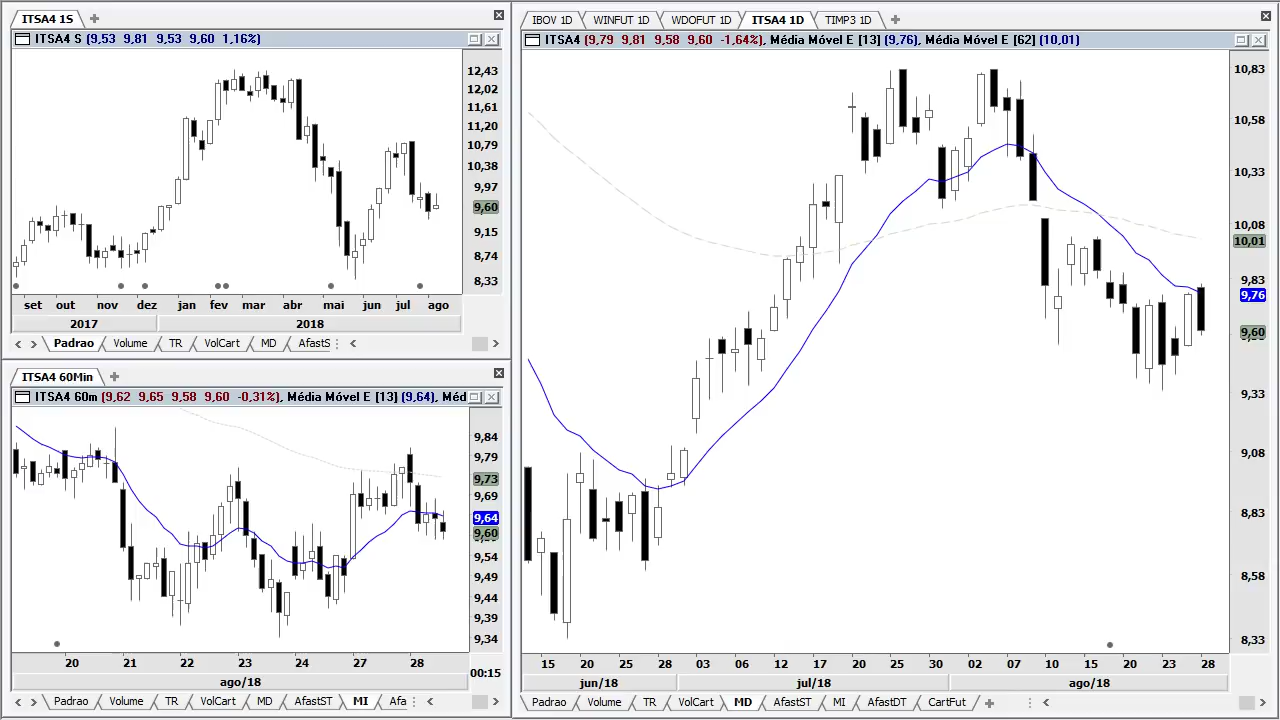 ITSA4 1S
ITSA4 S (9,53 9,81 9,53 9,60 1,16%)
12,43
12,02
11,61
11,20
10,79
10,38
9,97
9,60
9,15
8,74
8,33
set out nov dez jan fev mar abr mai jun jul ago
2017 2018
Padrao Volume TR VolCart MD AfastS
ITSA4 60Min
ITSA4 60m (9,62 9,65 9,58 9,60 -0,31%), Média Móvel E [13] (9,64), Méd
9,84
9,79
9,73
9,69
9,64
9,60
9,54
9,49
9,44
9,39
9,34
20 21 22 23 24 27 28
00:15
ago/18
Padrao Volume TR VolCart MD AfastST MI Afa
IBOV 1D WINFUT 1D WDOFUT 1D ITSA4 1D TIMP3 1D
ITSA4 (9,79 9,81 9,58 9,60 -1,64%), Média Móvel E [13] (9,76), Média Móvel E [62] (10,01)
10,83
10,58
10,33
10,08
10,01
9,83
9,76
9,60
9,33
9,08
8,83
8,58
8,33
15 20 25 28 03 06 12 17 20 25 30 02 07 10 15 20 23 28
jun/18 jul/18 ago/18
Padrao Volume TR VolCart MD AfastST MI AfastDT CartFut